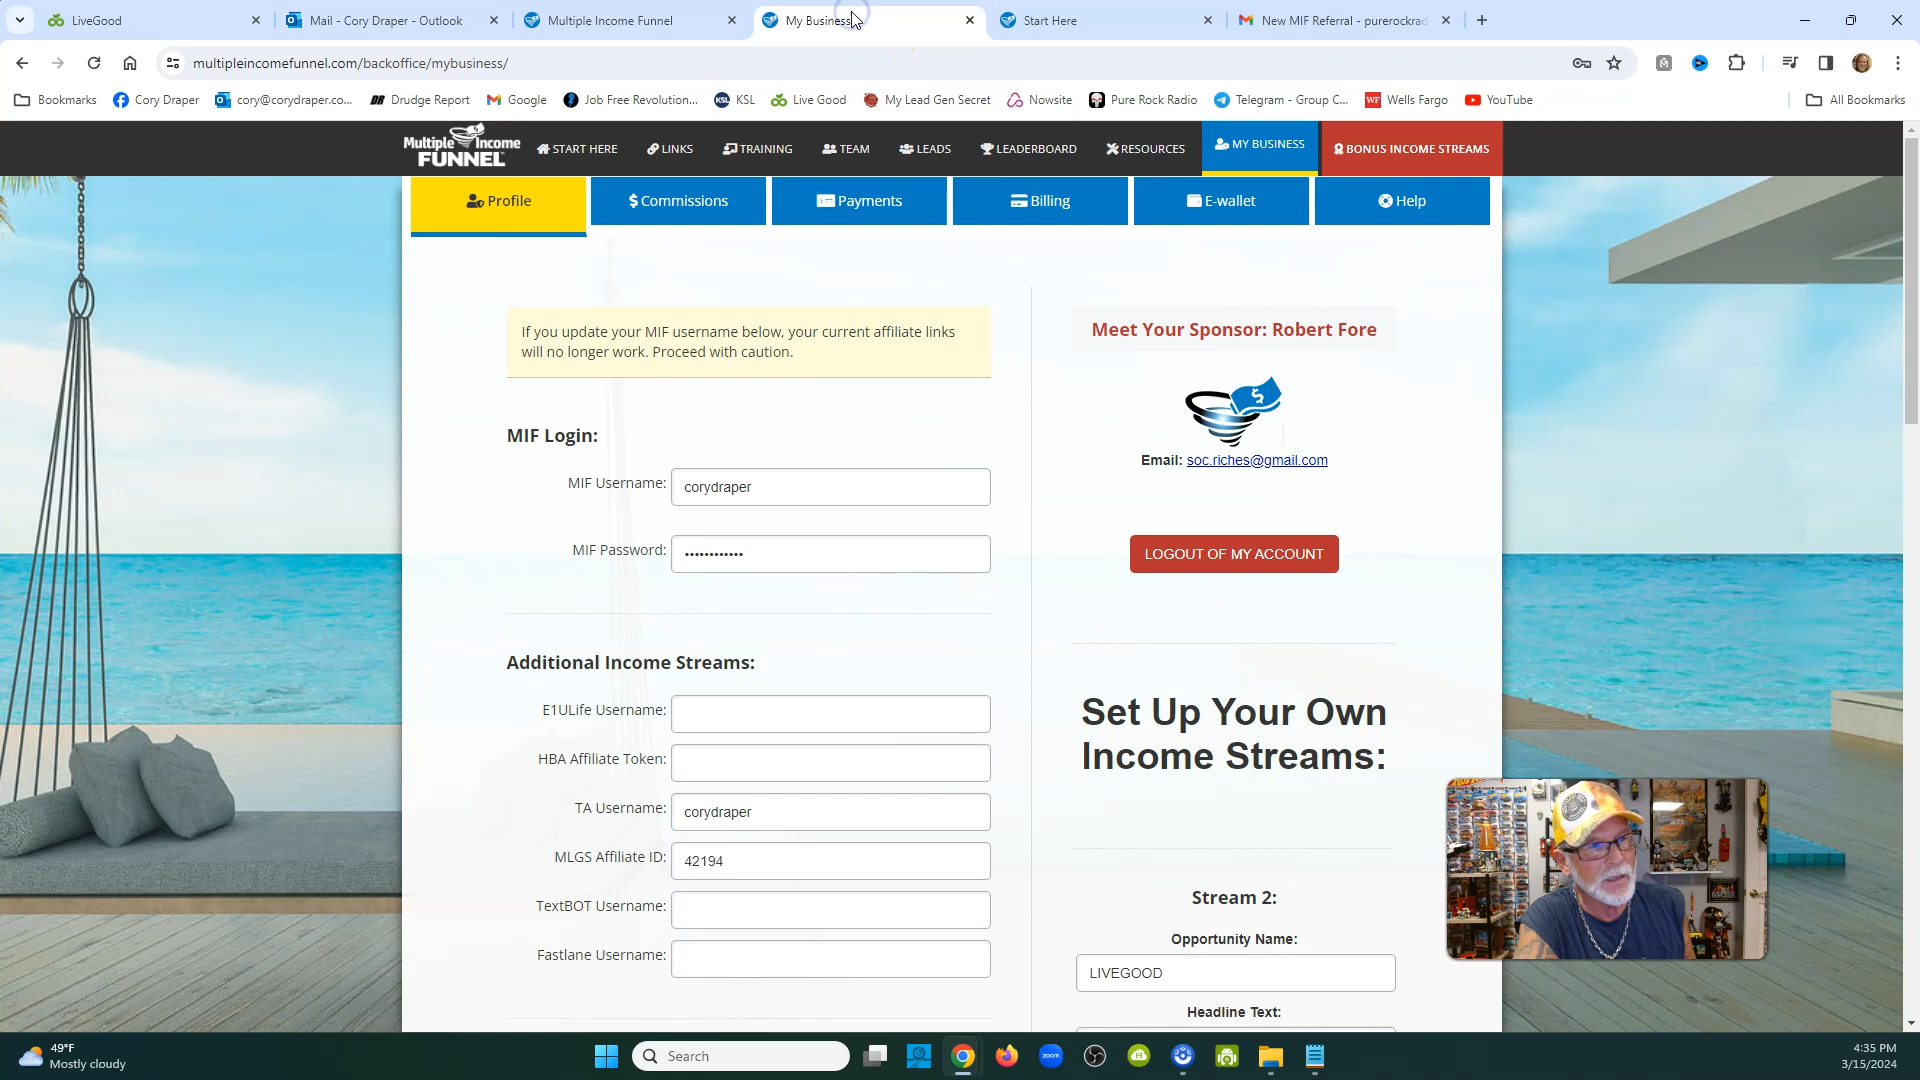 LiveGood
Mail - Cory Draper - Outlook
Multiple Income Funnel
My Business
Start Here
New MIF Referral - purerockrad
multipleincomefunnel.com/backoffice/mybusiness/
Bookmarks
Cory Draper
cory@corydraper.co...
Drudge Report
Google
Job Free Revolution...
KSL
Live Good
My Lead Gen Secret
Nowsite
Pure Rock Radio
Telegram - Group C...
Wells Fargo
YouTube
All Bookmarks
Multiple Income
FUNNEL
START HERE
LINKS
TRAINING
TEAM
LEADS
LEADERBOARD
RESOURCES
MY BUSINESS
BONUS INCOME STREAMS
Profile
Commissions
Payments
Billing
E-wallet
Help
If you update your MIF username below, your current affiliate links
will no longer work. Proceed with caution.
MIF Login:
MIF Username: corydraper
MIF Password: ••••••••••••
Additional Income Streams:
E1ULife Username:
HBA Affiliate Token:
TA Username: corydraper
MLGS Affiliate ID: 42194
TextBOT Username:
Fastlane Username:
Meet Your Sponsor: Robert Fore
Email: soc.riches@gmail.com
LOGOUT OF MY ACCOUNT
Set Up Your Own
Income Streams:
Stream 2:
Opportunity Name:
LIVEGOOD
Headline Text:
49°F
Mostly cloudy
Search
zoom
4:35 PM
3/15/2024